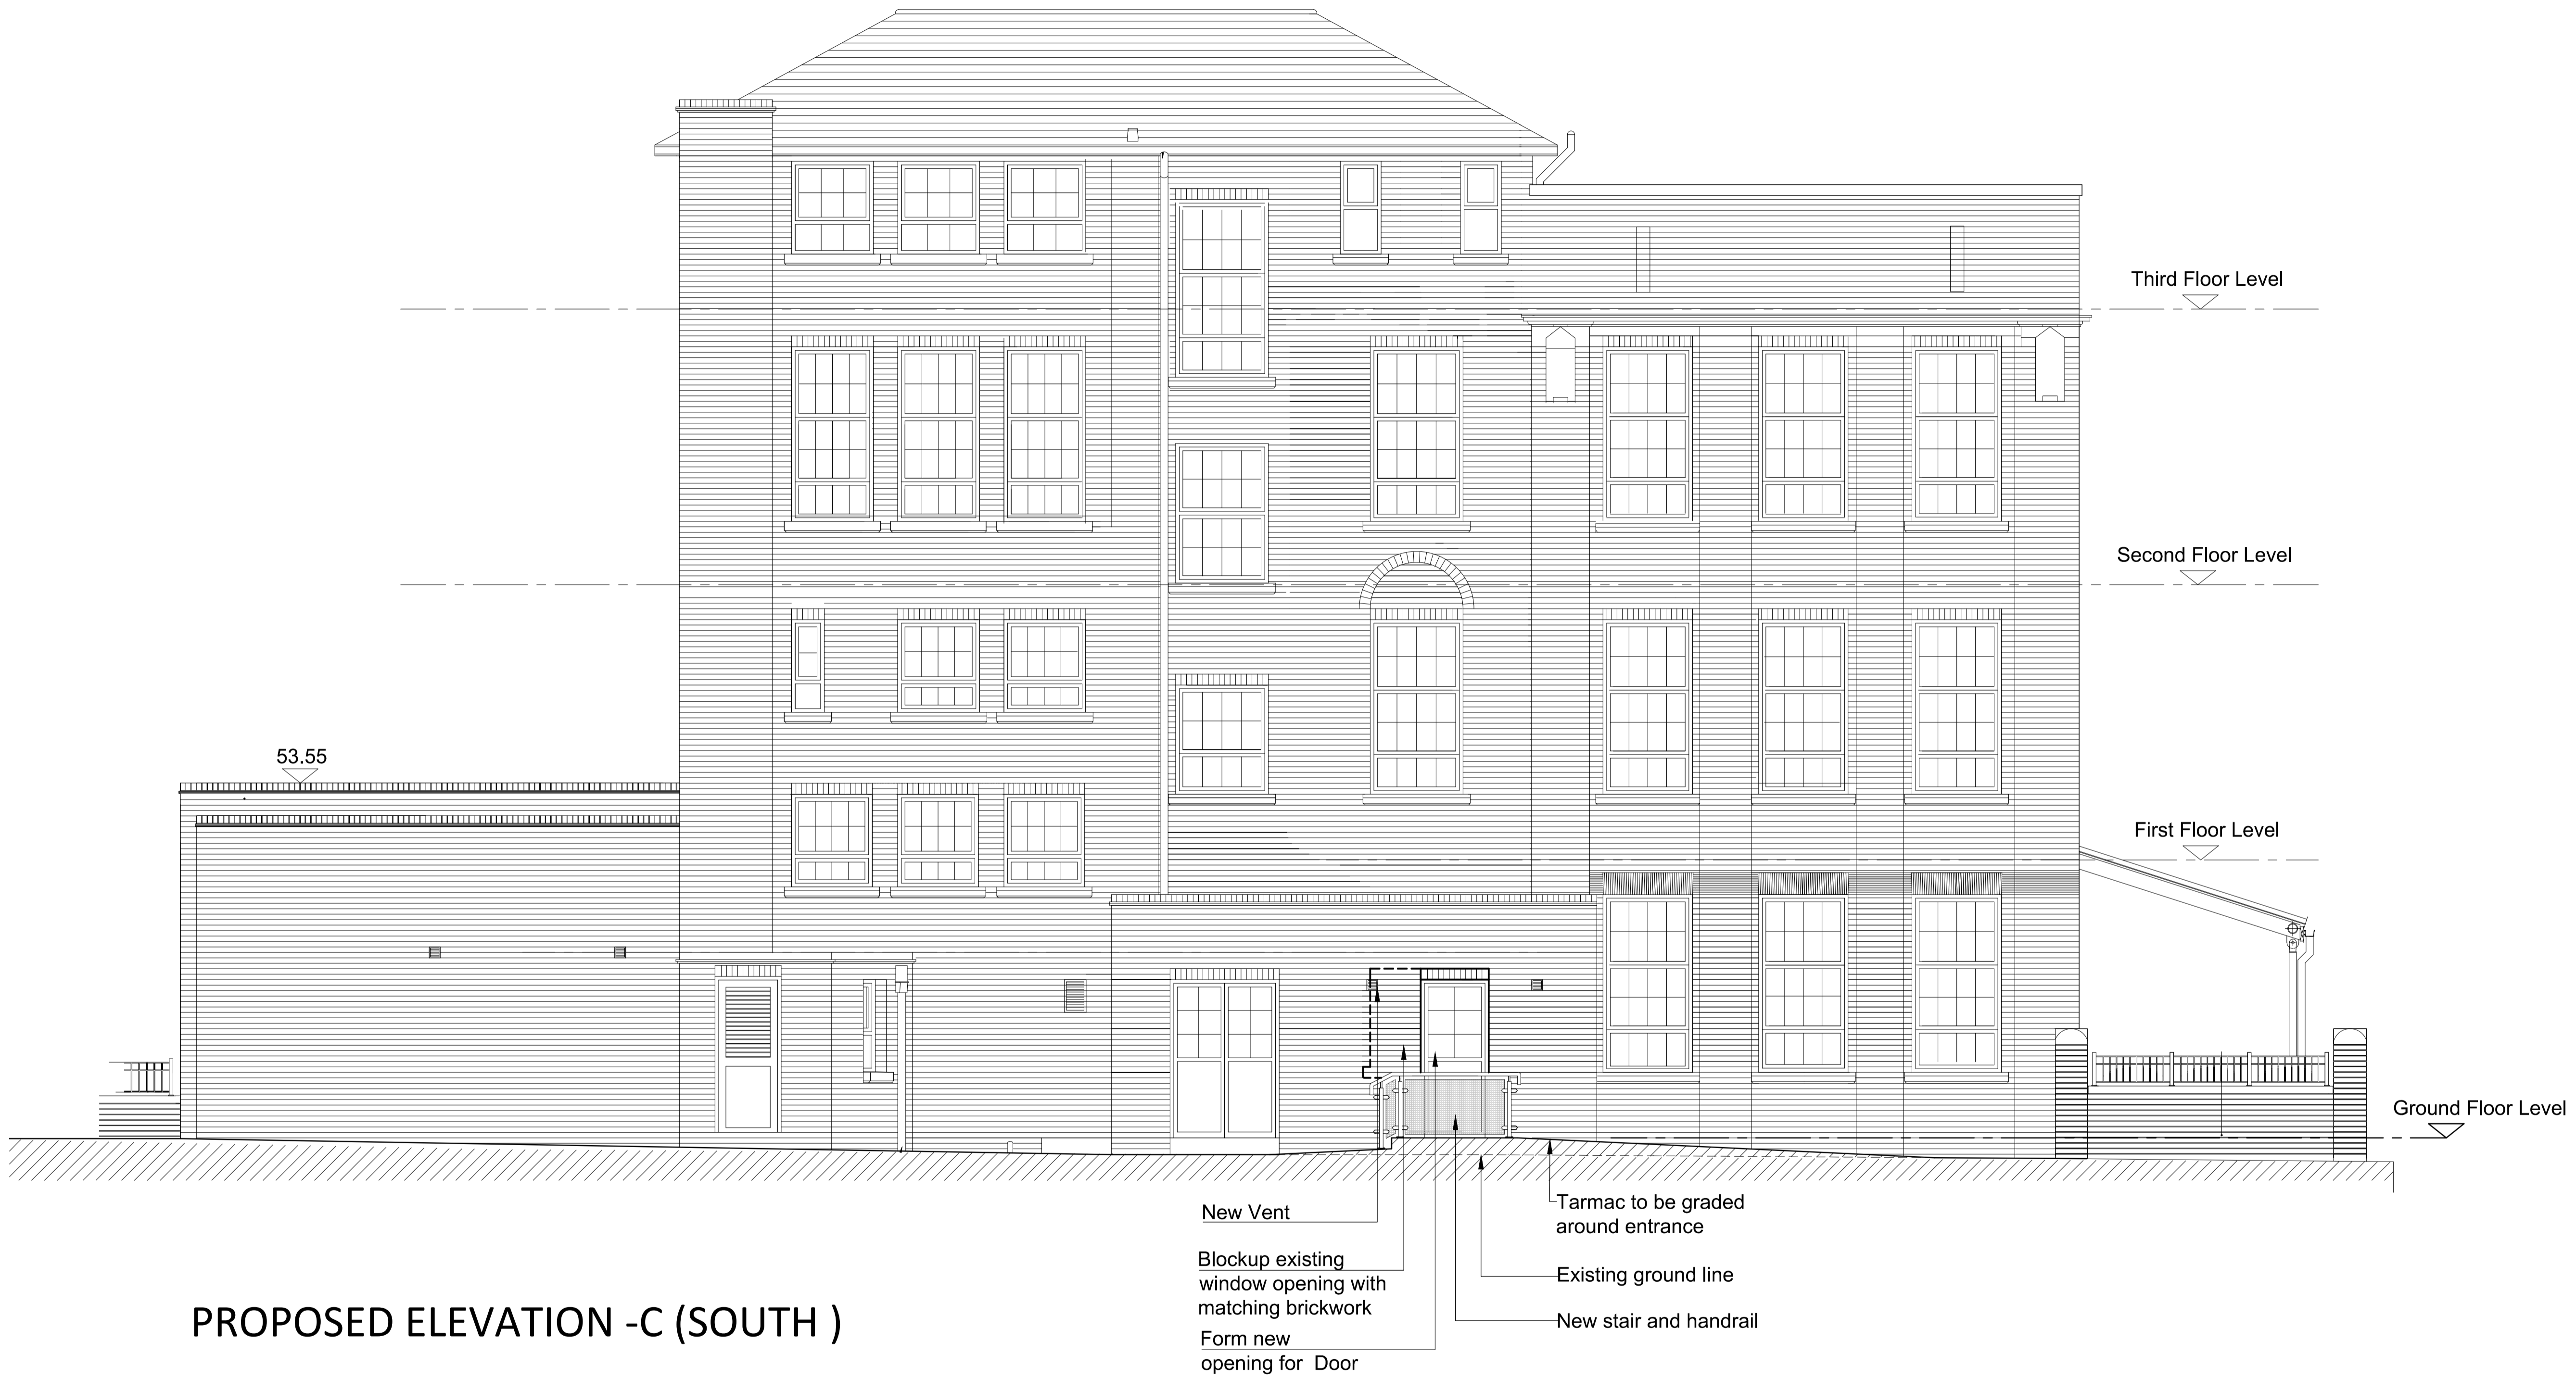 Third Floor Level
Second Floor Level
53.55
First Floor Level
Ground Floor Level
New Vent
Blockup existing
window opening with
matching brickwork
Form new
opening for Door
Tarmac to be graded
around entrance
Existing ground line
New stair and handrail
PROPOSED ELEVATION -C (SOUTH )